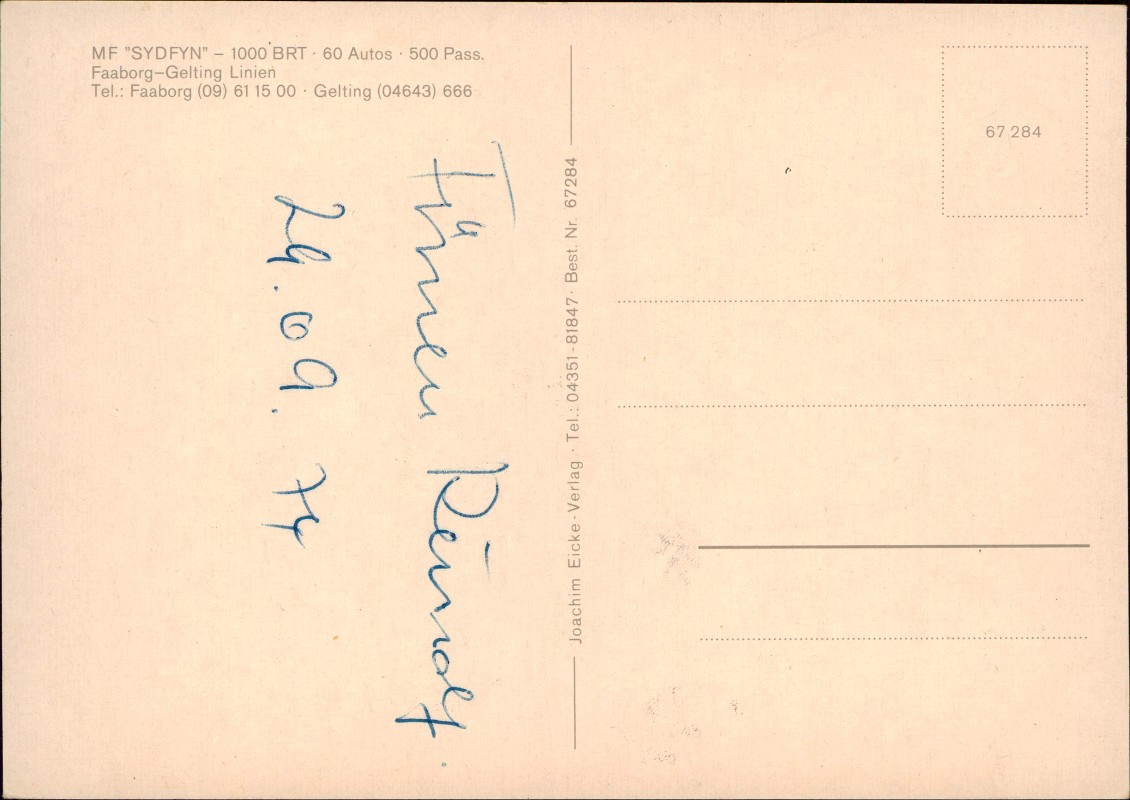 MF "SYDFYN" – 1000 BRT · 60 Autos · 500 Pass.
Faaborg–Gelting Linien
Tel.: Faaborg (09) 61 15 00 · Gelting (04643) 666
29.09.74
Joachim Eicke-Verlag · Tel.: 04351-81847 · Best. Nr. 67284
67 284